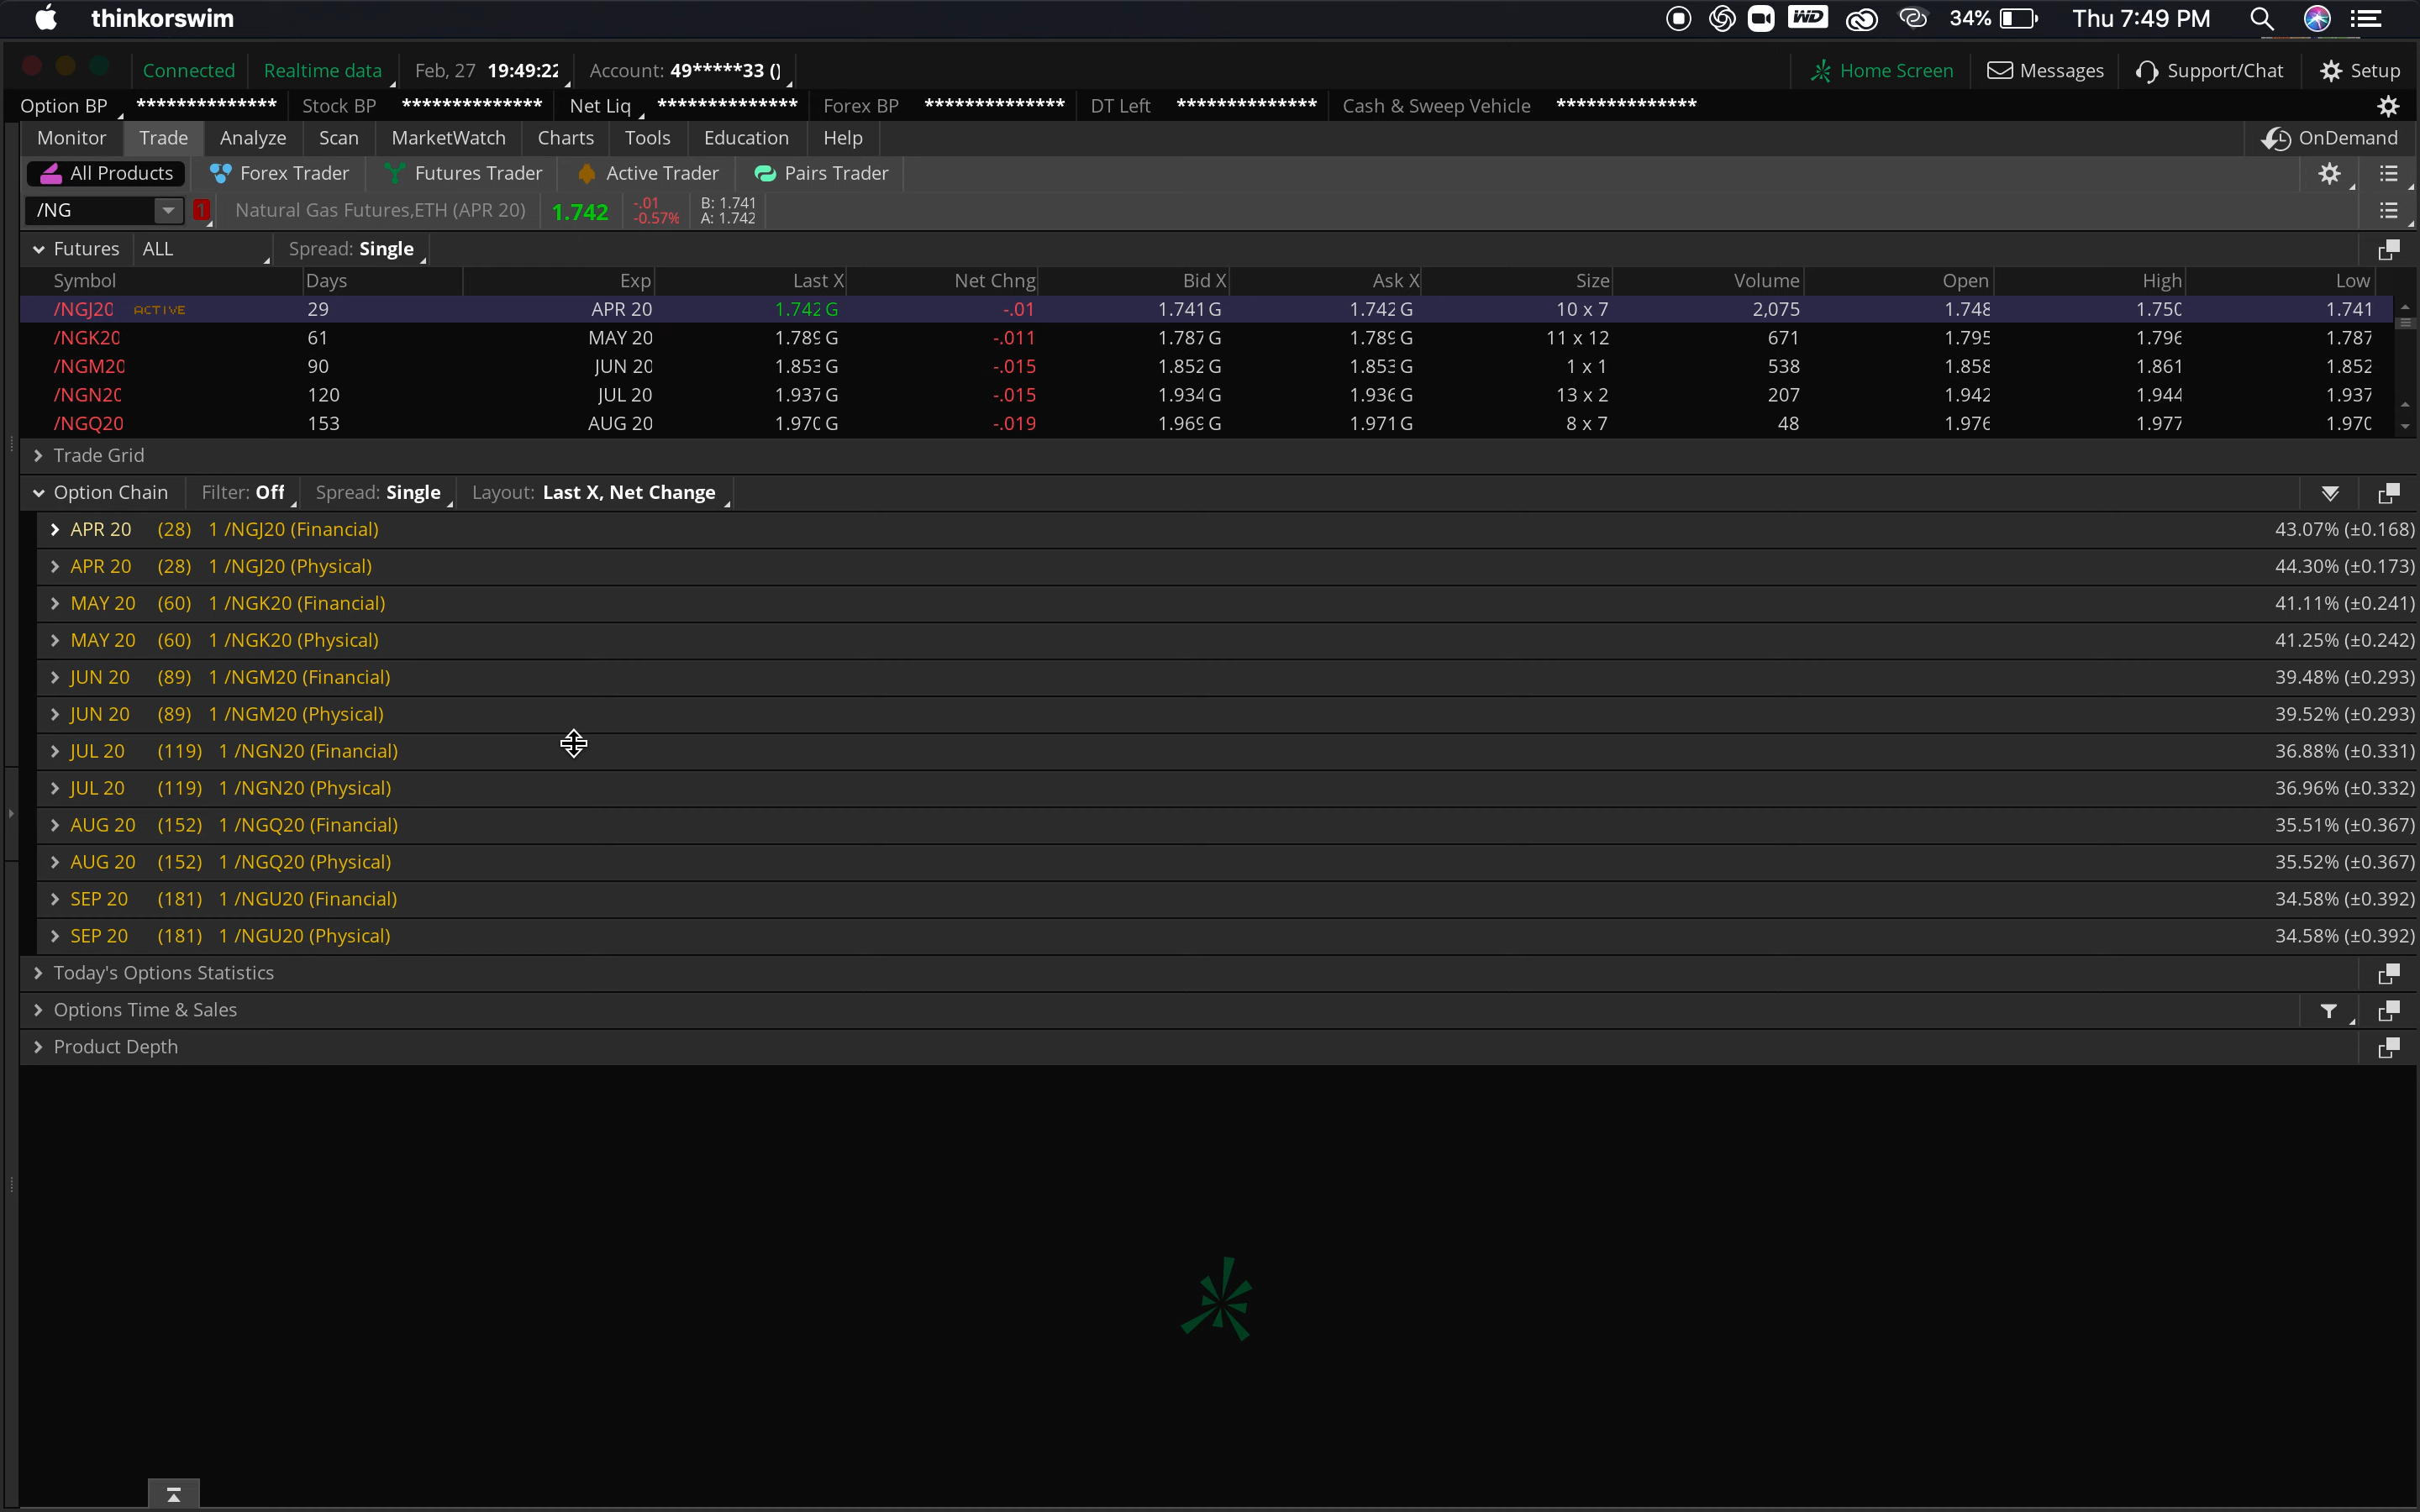 thinkorswim WD 34% Thu 7:49 PM
Connected Realtime data Feb, 27 19:49:22 Account: 49*****33 () Home Screen Messages Support/Chat Setup
Option BP ************** Stock BP ************** Net Liq ************** Forex BP ************** DT Left ************** Cash & Sweep Vehicle **************
Monitor Trade Analyze Scan MarketWatch Charts Tools Education Help OnDemand
All Products Forex Trader Futures Trader Active Trader Pairs Trader
/NG 1 Natural Gas Futures,ETH (APR 20) 1.742 -.01 B: 1.741
-0.57% A: 1.742
Futures ALL Spread: Single
Symbol Days Exp Last X Net Chng Bid X Ask X Size Volume Open High Low
/NGJ20 ACTIVE 29 APR 20 1.742 G -.01 1.741 G 1.742 G 10 x 7 2,075 1.748 1.750 1.741
/NGK20 61 MAY 20 1.789 G -.011 1.787 G 1.789 G 11 x 12 671 1.795 1.796 1.787
/NGM20 90 JUN 20 1.853 G -.015 1.852 G 1.853 G 1 x 1 538 1.858 1.861 1.852
/NGN20 120 JUL 20 1.937 G -.015 1.934 G 1.936 G 13 x 2 207 1.942 1.944 1.937
/NGQ20 153 AUG 20 1.970 G -.019 1.969 G 1.971 G 8 x 7 48 1.976 1.977 1.970
Trade Grid
Option Chain Filter: Off Spread: Single Layout: Last X, Net Change
APR 20 (28) 1 /NGJ20 (Financial) 43.07% (±0.168)
APR 20 (28) 1 /NGJ20 (Physical) 44.30% (±0.173)
MAY 20 (60) 1 /NGK20 (Financial) 41.11% (±0.241)
MAY 20 (60) 1 /NGK20 (Physical) 41.25% (±0.242)
JUN 20 (89) 1 /NGM20 (Financial) 39.48% (±0.293)
JUN 20 (89) 1 /NGM20 (Physical) 39.52% (±0.293)
JUL 20 (119) 1 /NGN20 (Financial) 36.88% (±0.331)
JUL 20 (119) 1 /NGN20 (Physical) 36.96% (±0.332)
AUG 20 (152) 1 /NGQ20 (Financial) 35.51% (±0.367)
AUG 20 (152) 1 /NGQ20 (Physical) 35.52% (±0.367)
SEP 20 (181) 1 /NGU20 (Financial) 34.58% (±0.392)
SEP 20 (181) 1 /NGU20 (Physical) 34.58% (±0.392)
Today's Options Statistics
Options Time & Sales
Product Depth